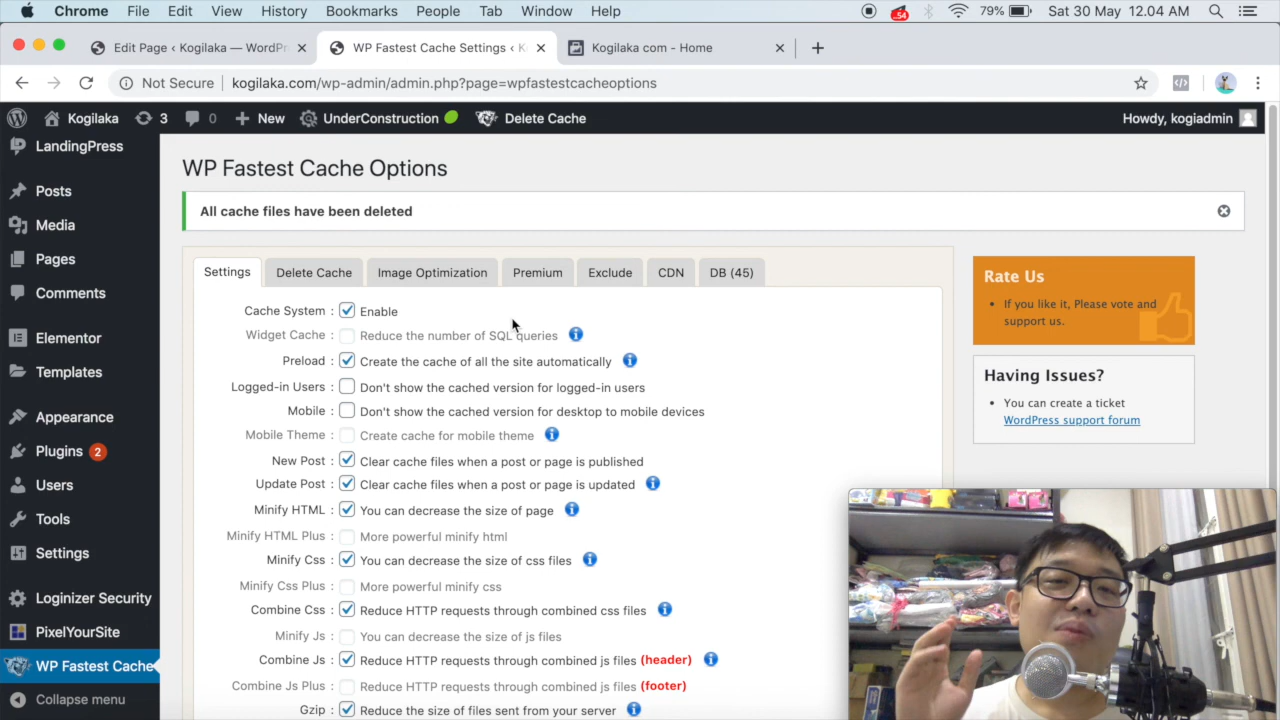 Chrome File Edit View History Bookmarks People Tab Window Help
54 79% Sat 30 May 12.04 AM
Edit Page ‹ Kogilaka — WordPr
WP Fastest Cache Settings ‹ K
Kogilaka com - Home
Not Secure kogilaka.com/wp-admin/admin.php?page=wpfastestcacheoptions
Kogilaka 3 0 New UnderConstruction Delete Cache Howdy, kogiadmin
LandingPress
Posts
Media
Pages
Comments
Elementor
Templates
Appearance
Plugins 2
Users
Tools
Settings
Loginizer Security
PixelYourSite
WP Fastest Cache
Collapse menu
WP Fastest Cache Options
All cache files have been deleted
Settings Delete Cache Image Optimization Premium Exclude CDN DB (45)
Cache System : Enable
Widget Cache : Reduce the number of SQL queries
Preload : Create the cache of all the site automatically
Logged-in Users : Don't show the cached version for logged-in users
Mobile : Don't show the cached version for desktop to mobile devices
Mobile Theme : Create cache for mobile theme
New Post : Clear cache files when a post or page is published
Update Post : Clear cache files when a post or page is updated
Minify HTML : You can decrease the size of page
Minify HTML Plus : More powerful minify html
Minify Css : You can decrease the size of css files
Minify Css Plus : More powerful minify css
Combine Css : Reduce HTTP requests through combined css files
Minify Js : You can decrease the size of js files
Combine Js : Reduce HTTP requests through combined js files (header)
Combine Js Plus : Reduce HTTP requests through combined js files (footer)
Gzip : Reduce the size of files sent from your server
Rate Us
If you like it, Please vote and
support us.
Having Issues?
You can create a ticket
WordPress support forum